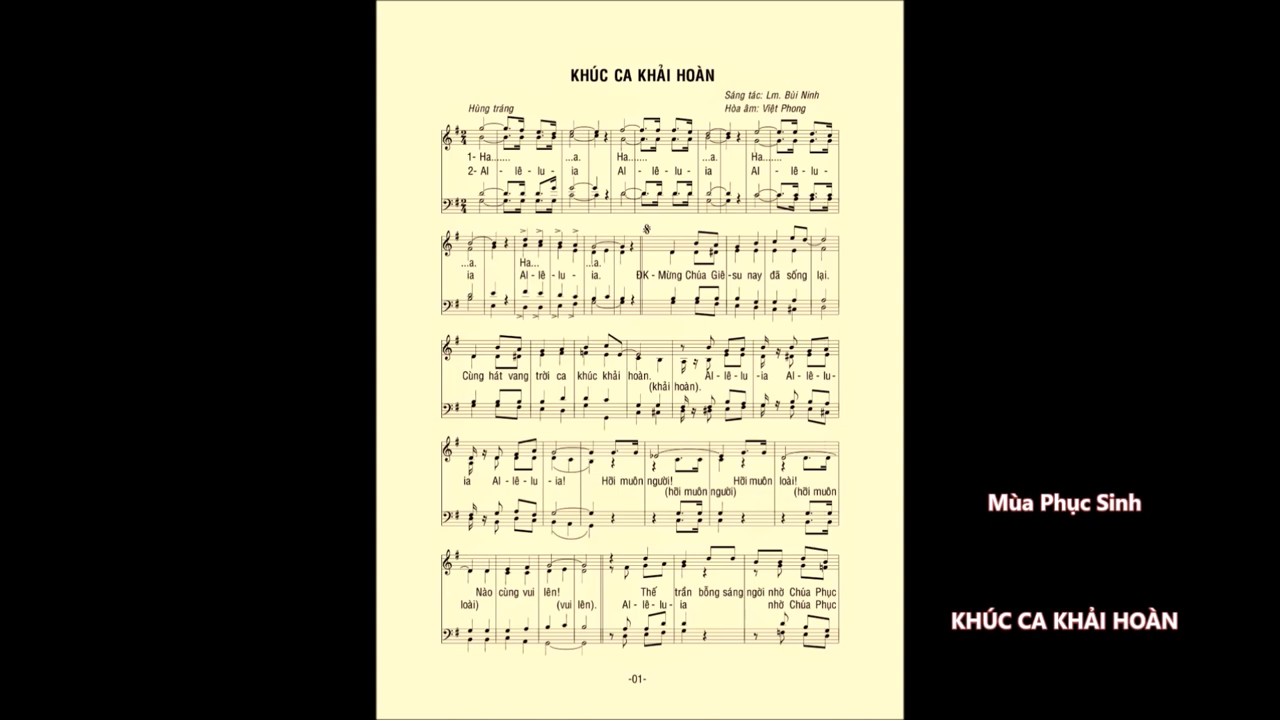 KHÚC CA KHẢI HOÀN
Sáng tác: Lm. Bùi Ninh
Hùng tráng
Hòa âm: Việt Phong
1- Ha....... ...a. Ha....... ...a. Ha.......
2- Al - lê - lu - ia Al - lê - lu - ia Al - lê - lu -
...a. Ha... ...a.
ia Al - lê - lu - ia. ĐK - Mừng Chúa Giê -su nay đã sống lại.
Cùng hát vang trời ca khúc khải hoàn. Al - lê - lu -ia Al - lê - lu-
(khải hoàn).
ia Al - lê - lu - ia! Hỡi muôn người! Hỡi muôn loài!
(hỡi muôn người) (hỡi muôn
Nào cùng vui lên! Thế trần bỗng sáng ngời nhờ Chúa Phục
loài) (vui lên). Al - lê - lu - ia nhờ Chúa Phục
-01-
Mùa Phục Sinh
KHÚC CA KHẢI HOÀN